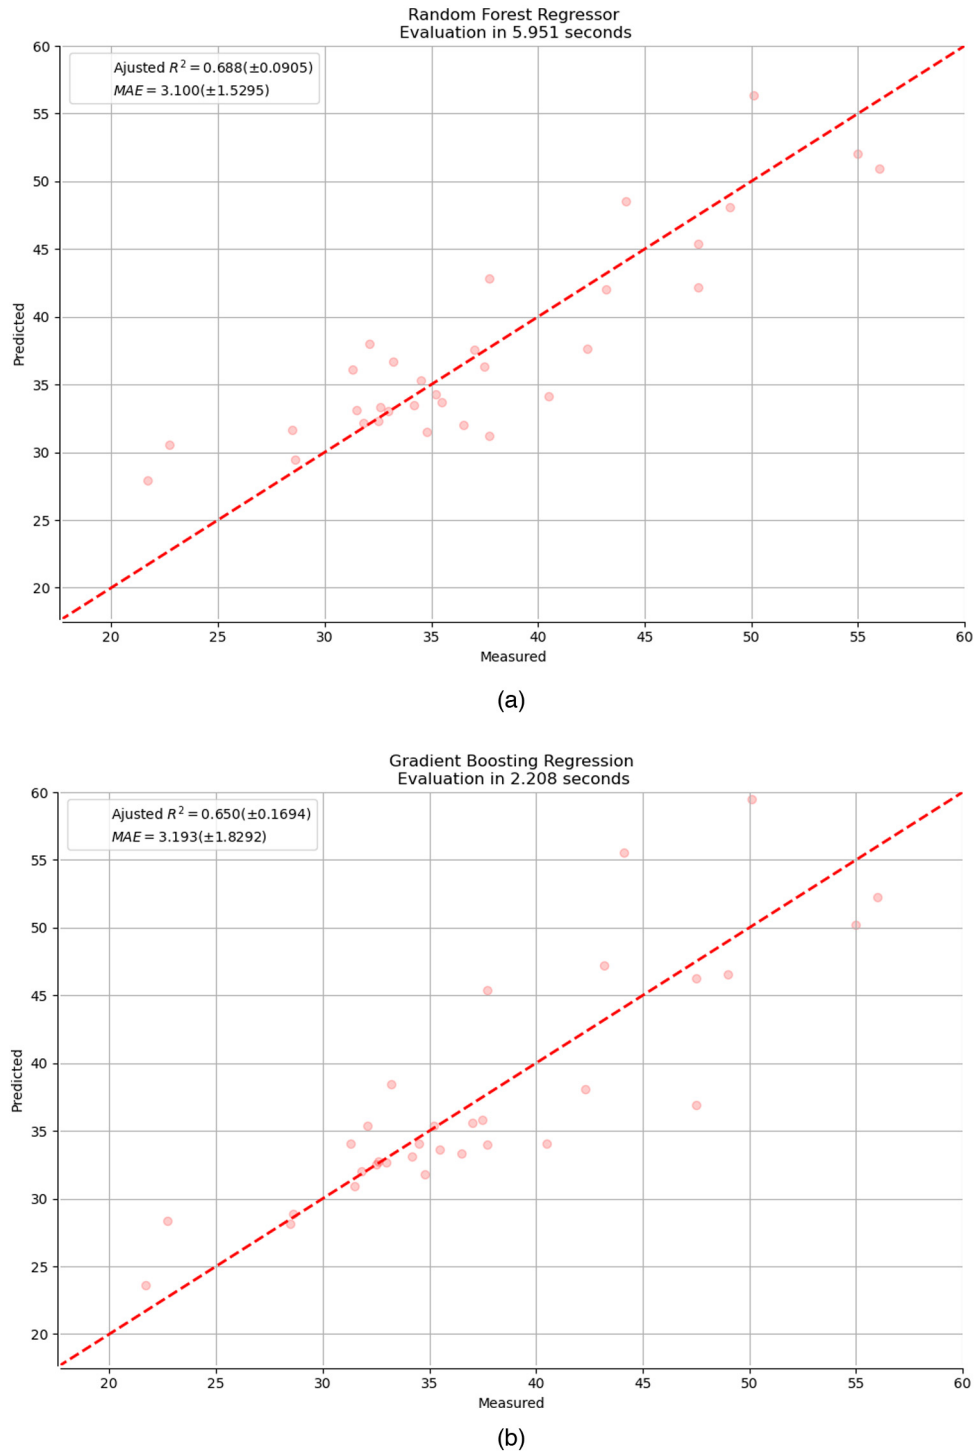 Random Forest Regressor
Evaluation in 5.951 seconds
Ajusted R² = 0.688(±0.0905)
MAE = 3.100(±1.5295)
60
55
50
45
40
35
30
25
20
Predicted
20 25 30 35 40 45 50 55 60
Measured
(a)
Gradient Boosting Regression
Evaluation in 2.208 seconds
Ajusted R² = 0.650(±0.1694)
MAE = 3.193(±1.8292)
60
55
50
45
40
35
30
25
20
Predicted
20 25 30 35 40 45 50 55 60
Measured
(b)